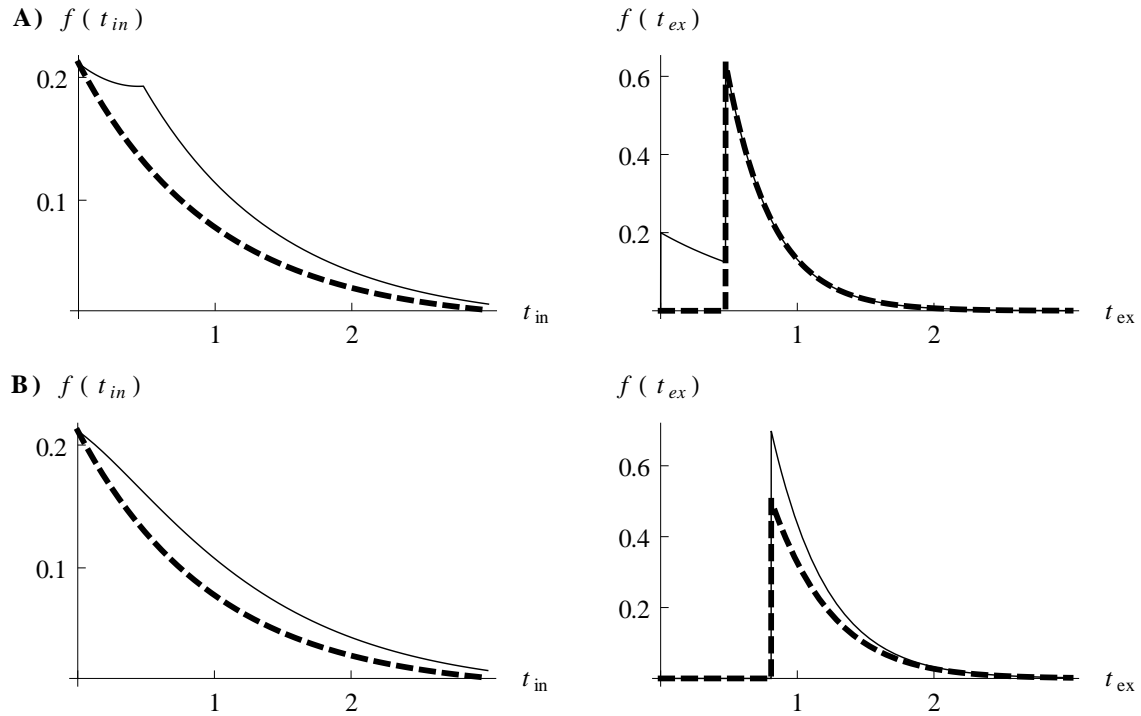 A) f ( t_in )
0.2
0.1
1 2 t_in
f ( t_ex )
0.6
0.4
0.2
1 2 t_ex
B) f ( t_in )
0.2
0.1
1 2 t_in
f ( t_ex )
0.6
0.4
0.2
1 2 t_ex